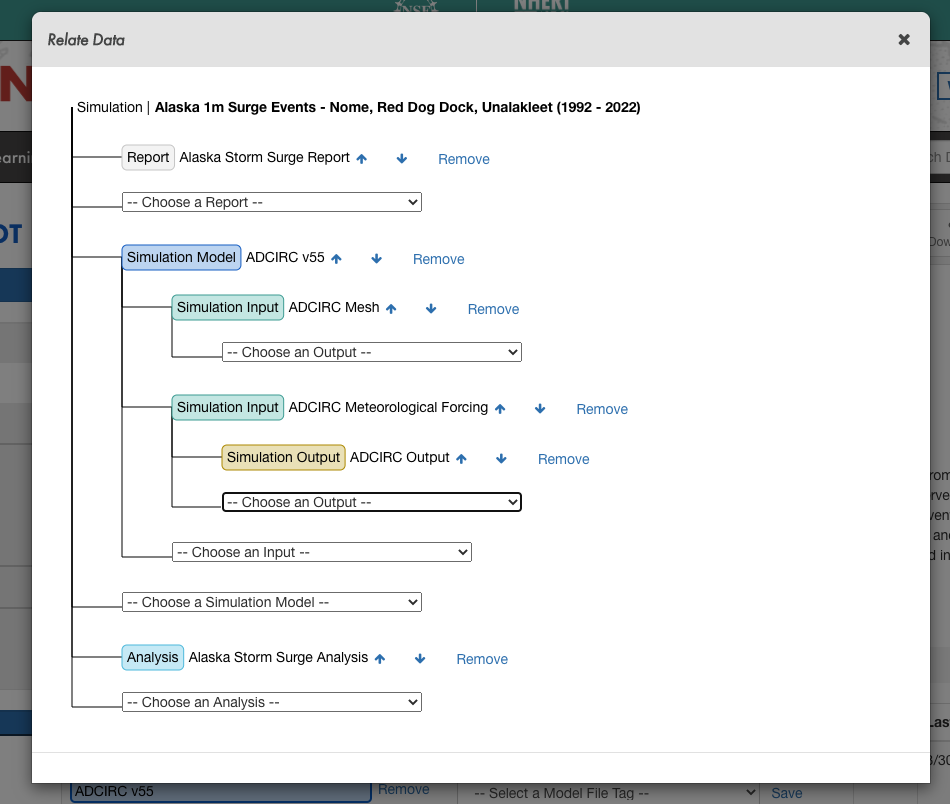 NSF
NHERI
Relate Data
Simulation | Alaska 1m Surge Events - Nome, Red Dog Dock, Unalakleet (1992 - 2022)
Report Alaska Storm Surge Report Remove
-- Choose a Report --
Simulation Model ADCIRC v55 Remove
Simulation Input ADCIRC Mesh Remove
-- Choose an Output --
Simulation Input ADCIRC Meteorological Forcing Remove
Simulation Output ADCIRC Output Remove
-- Choose an Output --
-- Choose an Input --
-- Choose a Simulation Model --
Analysis Alaska Storm Surge Analysis Remove
-- Choose an Analysis --
ADCIRC v55 Remove -- Select a Model File Tag -- Save